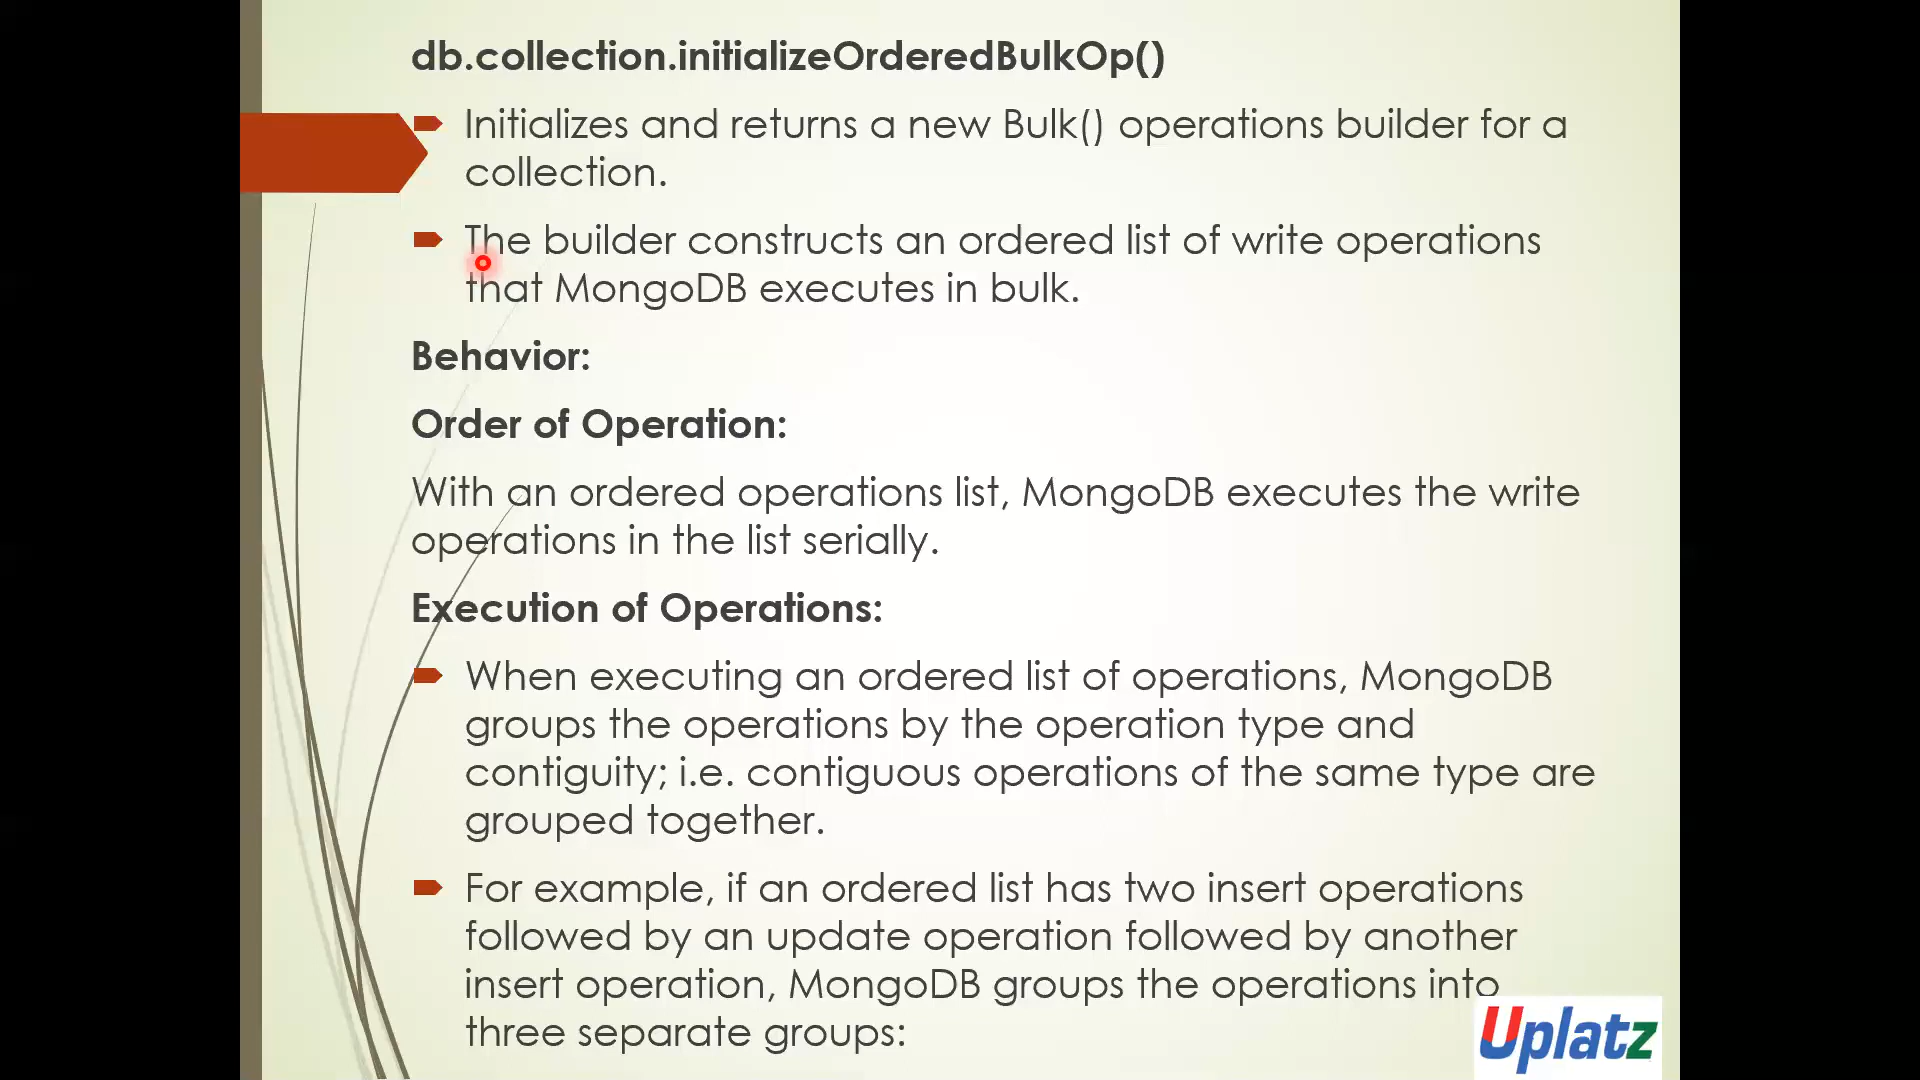 db.collection.initializeOrderedBulkOp()
Initializes and returns a new Bulk() operations builder for a
collection.
The builder constructs an ordered list of write operations
that MongoDB executes in bulk.
Behavior:
Order of Operation:
With an ordered operations list, MongoDB executes the write
operations in the list serially.
Execution of Operations:
When executing an ordered list of operations, MongoDB
groups the operations by the operation type and
contiguity; i.e. contiguous operations of the same type are
grouped together.
For example, if an ordered list has two insert operations
followed by an update operation followed by another
insert operation, MongoDB groups the operations into
three separate groups:
Uplatz